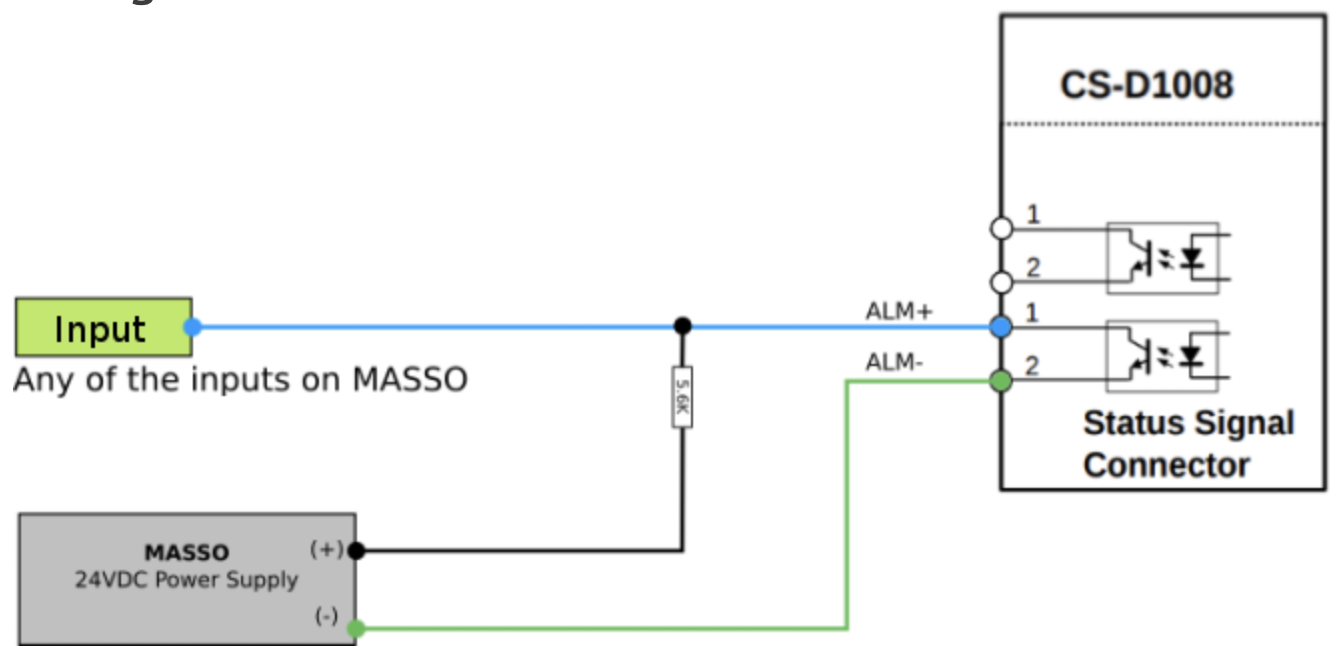 CS-D1008
1
2
ALM+
1
Input
ALM-
2
Any of the inputs on MASSO
5.6K
Status Signal
Connector
MASSO
(+)
24VDC Power Supply
(-)